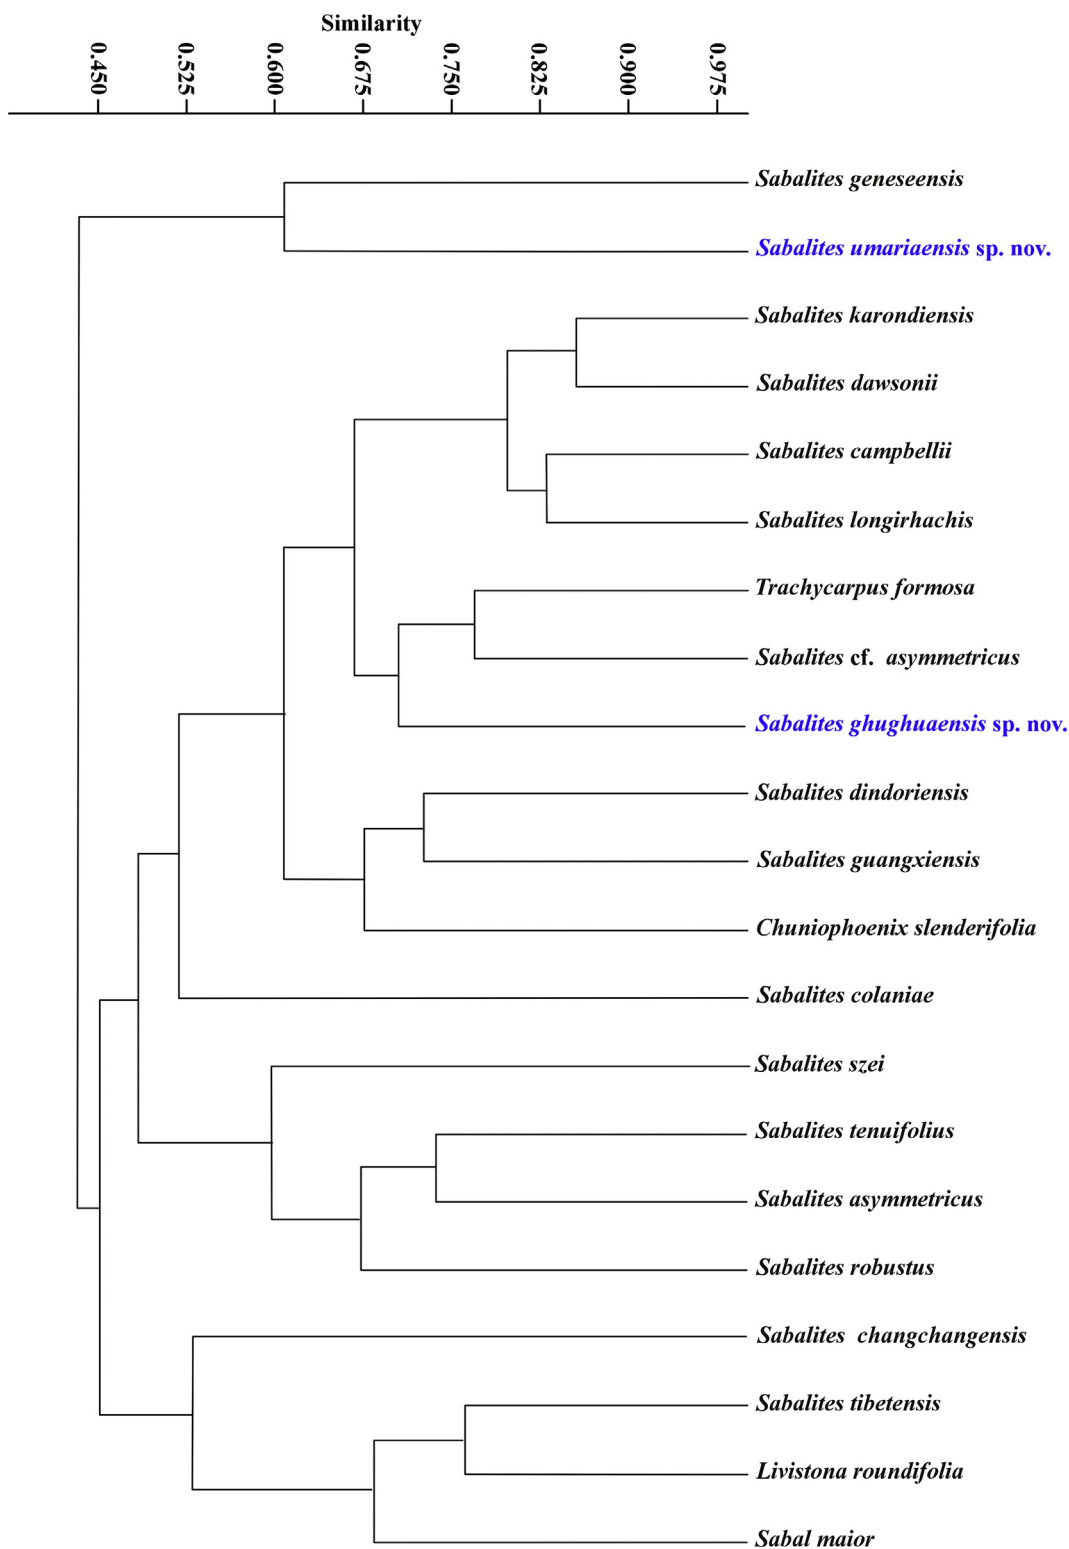 Similarity
0.450 0.525 0.600 0.675 0.750 0.825 0.900 0.975
Sabalites geneseensis
Sabalites umariaensis sp. nov.
Sabalites karondiensis
Sabalites dawsonii
Sabalites campbellii
Sabalites longirhachis
Trachycarpus formosa
Sabalites cf. asymmetricus
Sabalites ghughuaensis sp. nov.
Sabalites dindoriensis
Sabalites guangxiensis
Chuniophoenix slenderifolia
Sabalites colaniae
Sabalites szei
Sabalites tenuifolius
Sabalites asymmetricus
Sabalites robustus
Sabalites changchangensis
Sabalites tibetensis
Livistona roundifolia
Sabal maior